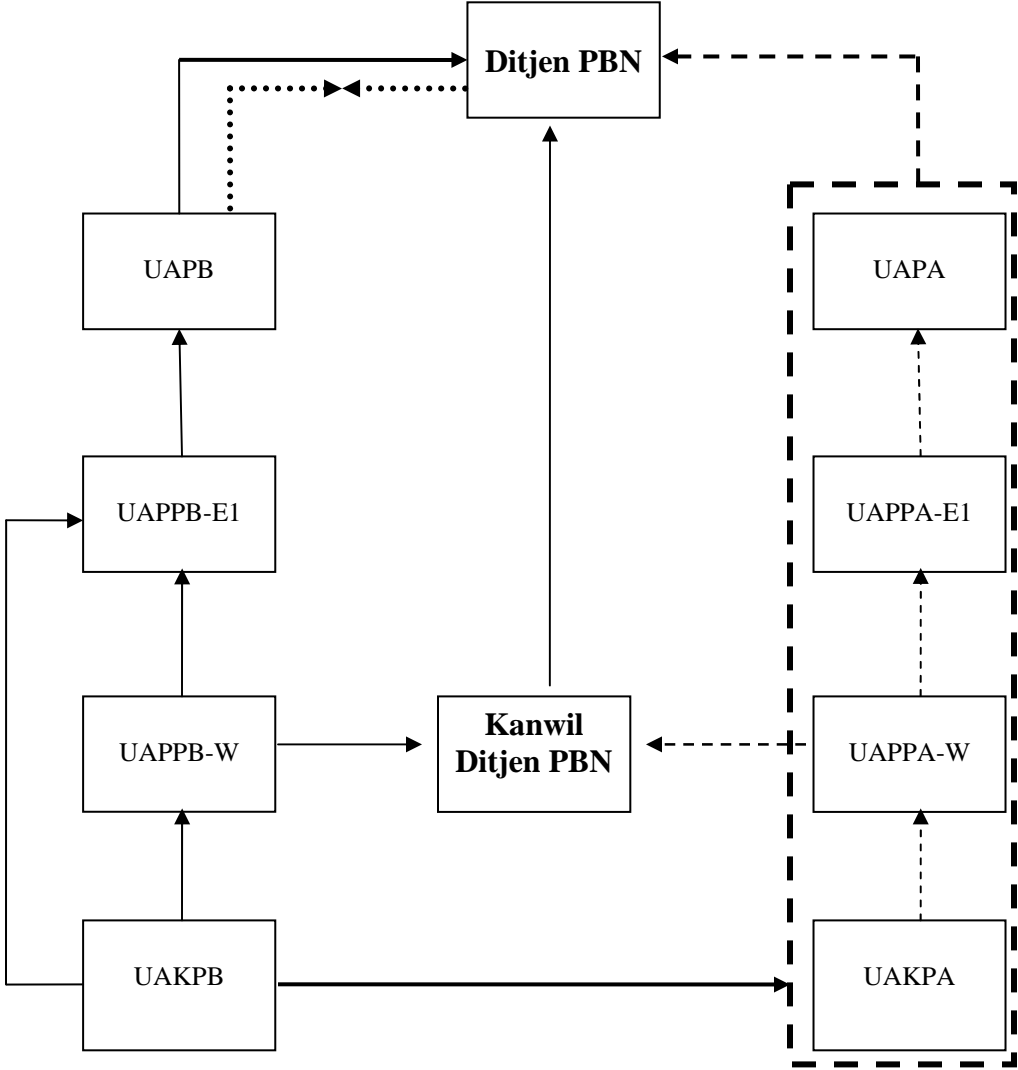 Ditjen PBN
UAPB
UAPA
UAPPB-E1
UAPPA-E1
UAPPB-W
Kanwil
Ditjen PBN
UAPPA-W
UAKPB
UAKPA